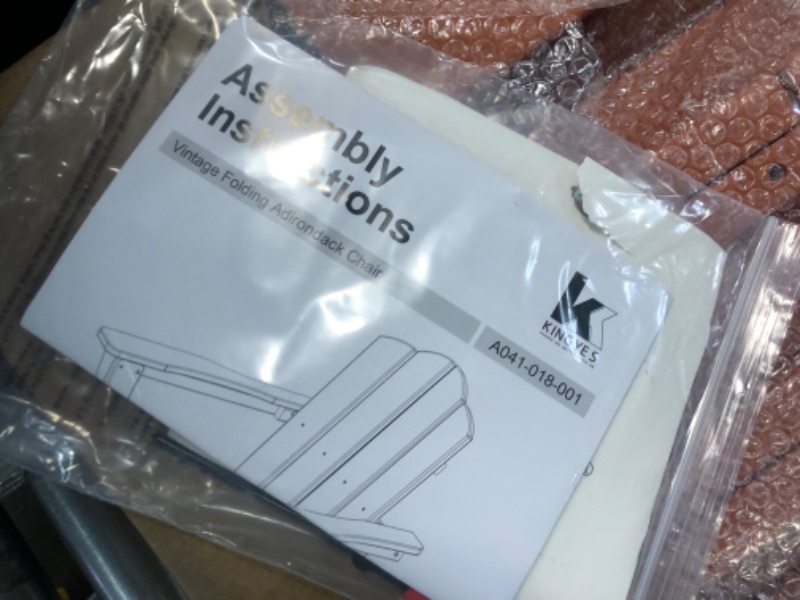 Assembly
Instructions
Vintage Folding Adirondack Chair
A041-018-001
KINGYES